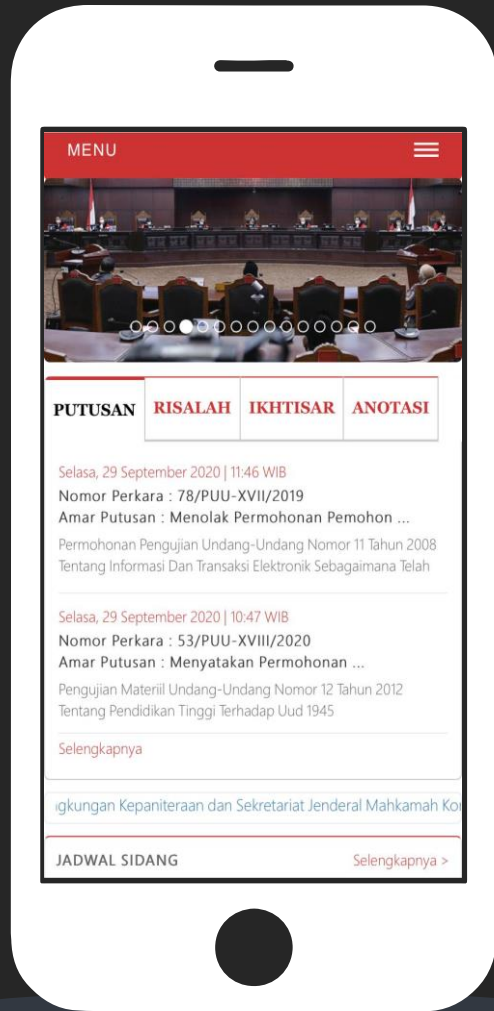 MENU
PUTUSAN RISALAH IKHTISAR ANOTASI
Selasa, 29 September 2020 | 11:46 WIB
Nomor Perkara : 78/PUU-XVII/2019
Amar Putusan : Menolak Permohonan Pemohon ...
Permohonan Pengujian Undang-Undang Nomor 11 Tahun 2008
Tentang Informasi Dan Transaksi Elektronik Sebagaimana Telah
Selasa, 29 September 2020 | 10:47 WIB
Nomor Perkara : 53/PUU-XVIII/2020
Amar Putusan : Menyatakan Permohonan ...
Pengujian Materiil Undang-Undang Nomor 12 Tahun 2012
Tentang Pendidikan Tinggi Terhadap Uud 1945
Selengkapnya
gkungan Kepaniteraan dan Sekretariat Jenderal Mahkamah Ko
JADWAL SIDANG Selengkapnya >